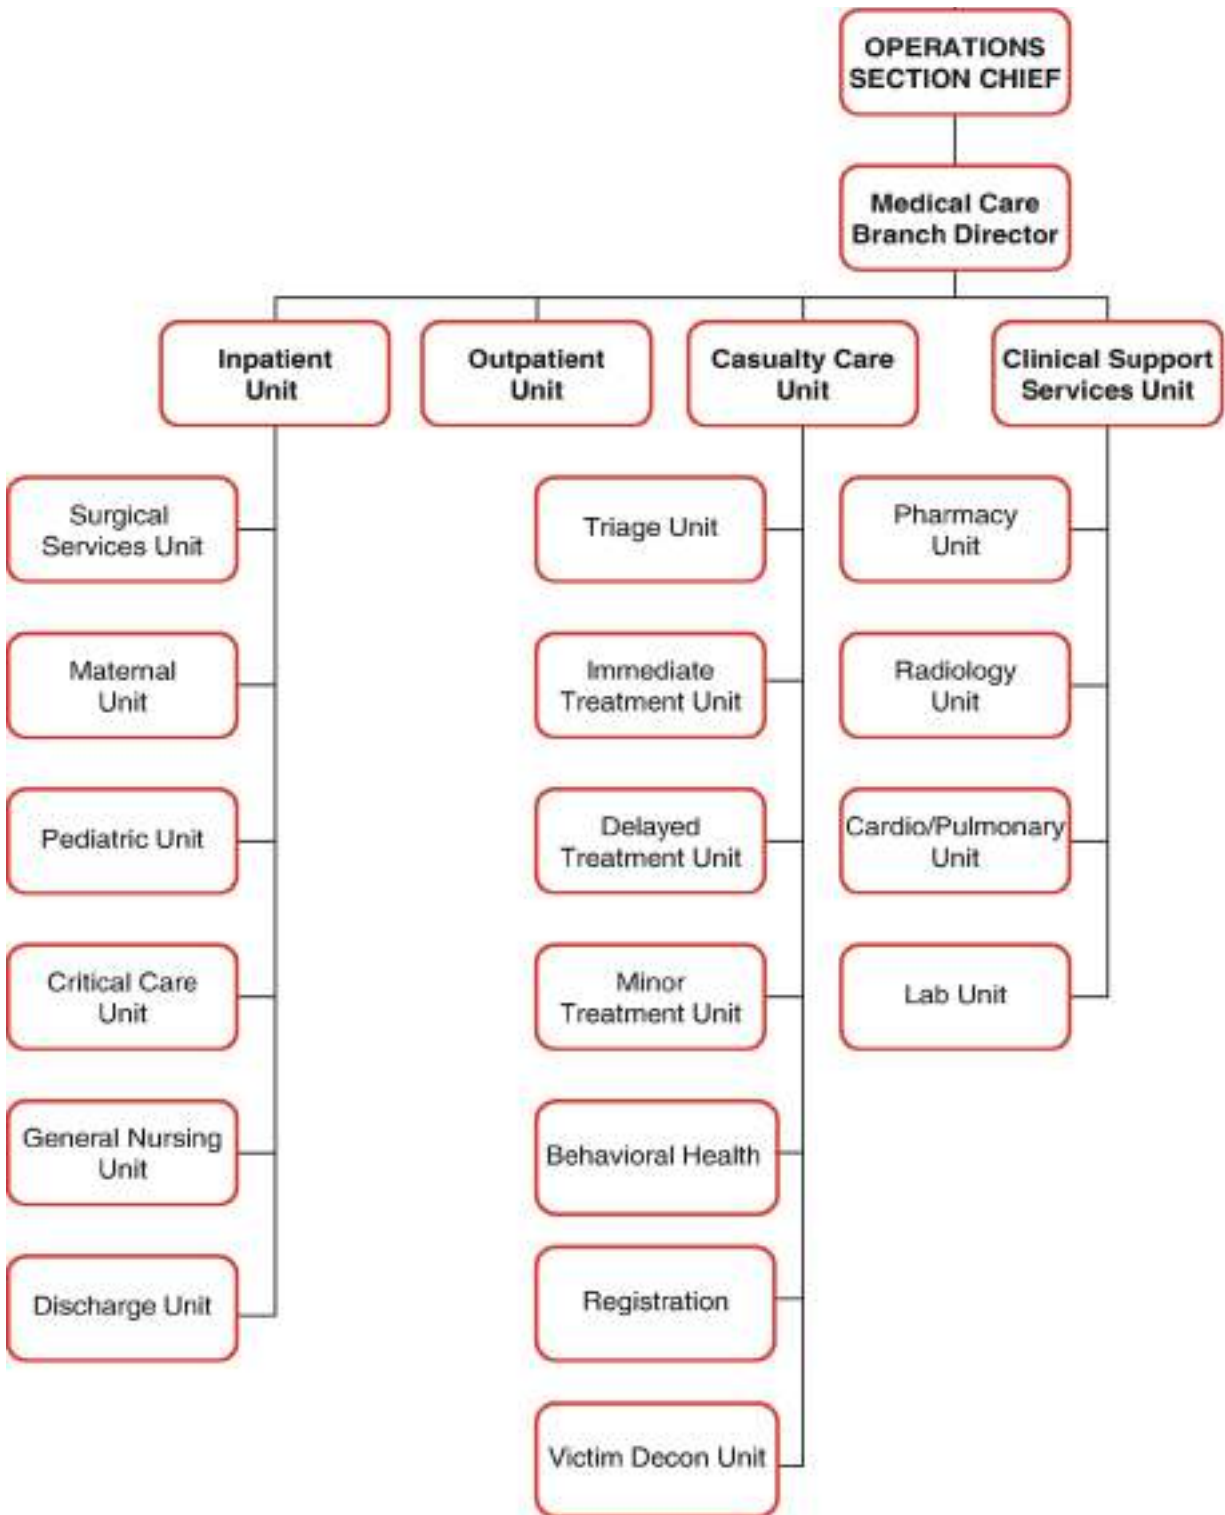 OPERATIONS
SECTION CHIEF
Medical Care
Branch Director
Inpatient
Unit
Outpatient
Unit
Casualty Care
Unit
Clinical Support
Services Unit
Surgical
Services Unit
Maternal
Unit
Pediatric Unit
Critical Care
Unit
General Nursing
Unit
Discharge Unit
Triage Unit
Immediate
Treatment Unit
Delayed
Treatment Unit
Minor
Treatment Unit
Behavioral Health
Registration
Victim Decon Unit
Pharmacy
Unit
Radiology
Unit
Cardio/Pulmonary
Unit
Lab Unit